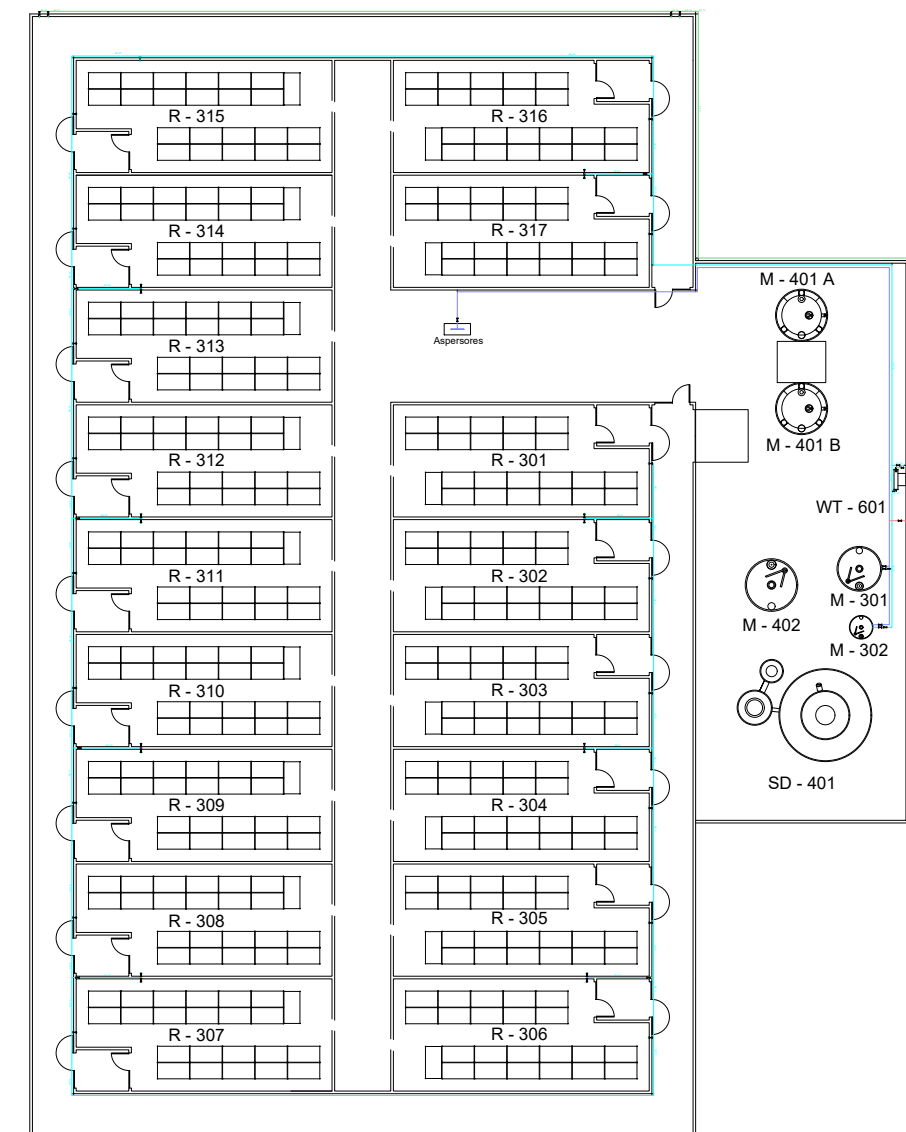 R - 315
R - 316
R - 314
R - 317
M - 401 A
R - 313
Aspersores
M - 401 B
R - 312
R - 301
WT - 601
R - 311
R - 302
M - 301
M - 402
M - 302
R - 310
R - 303
SD - 401
R - 309
R - 304
R - 308
R - 305
R - 307
R - 306